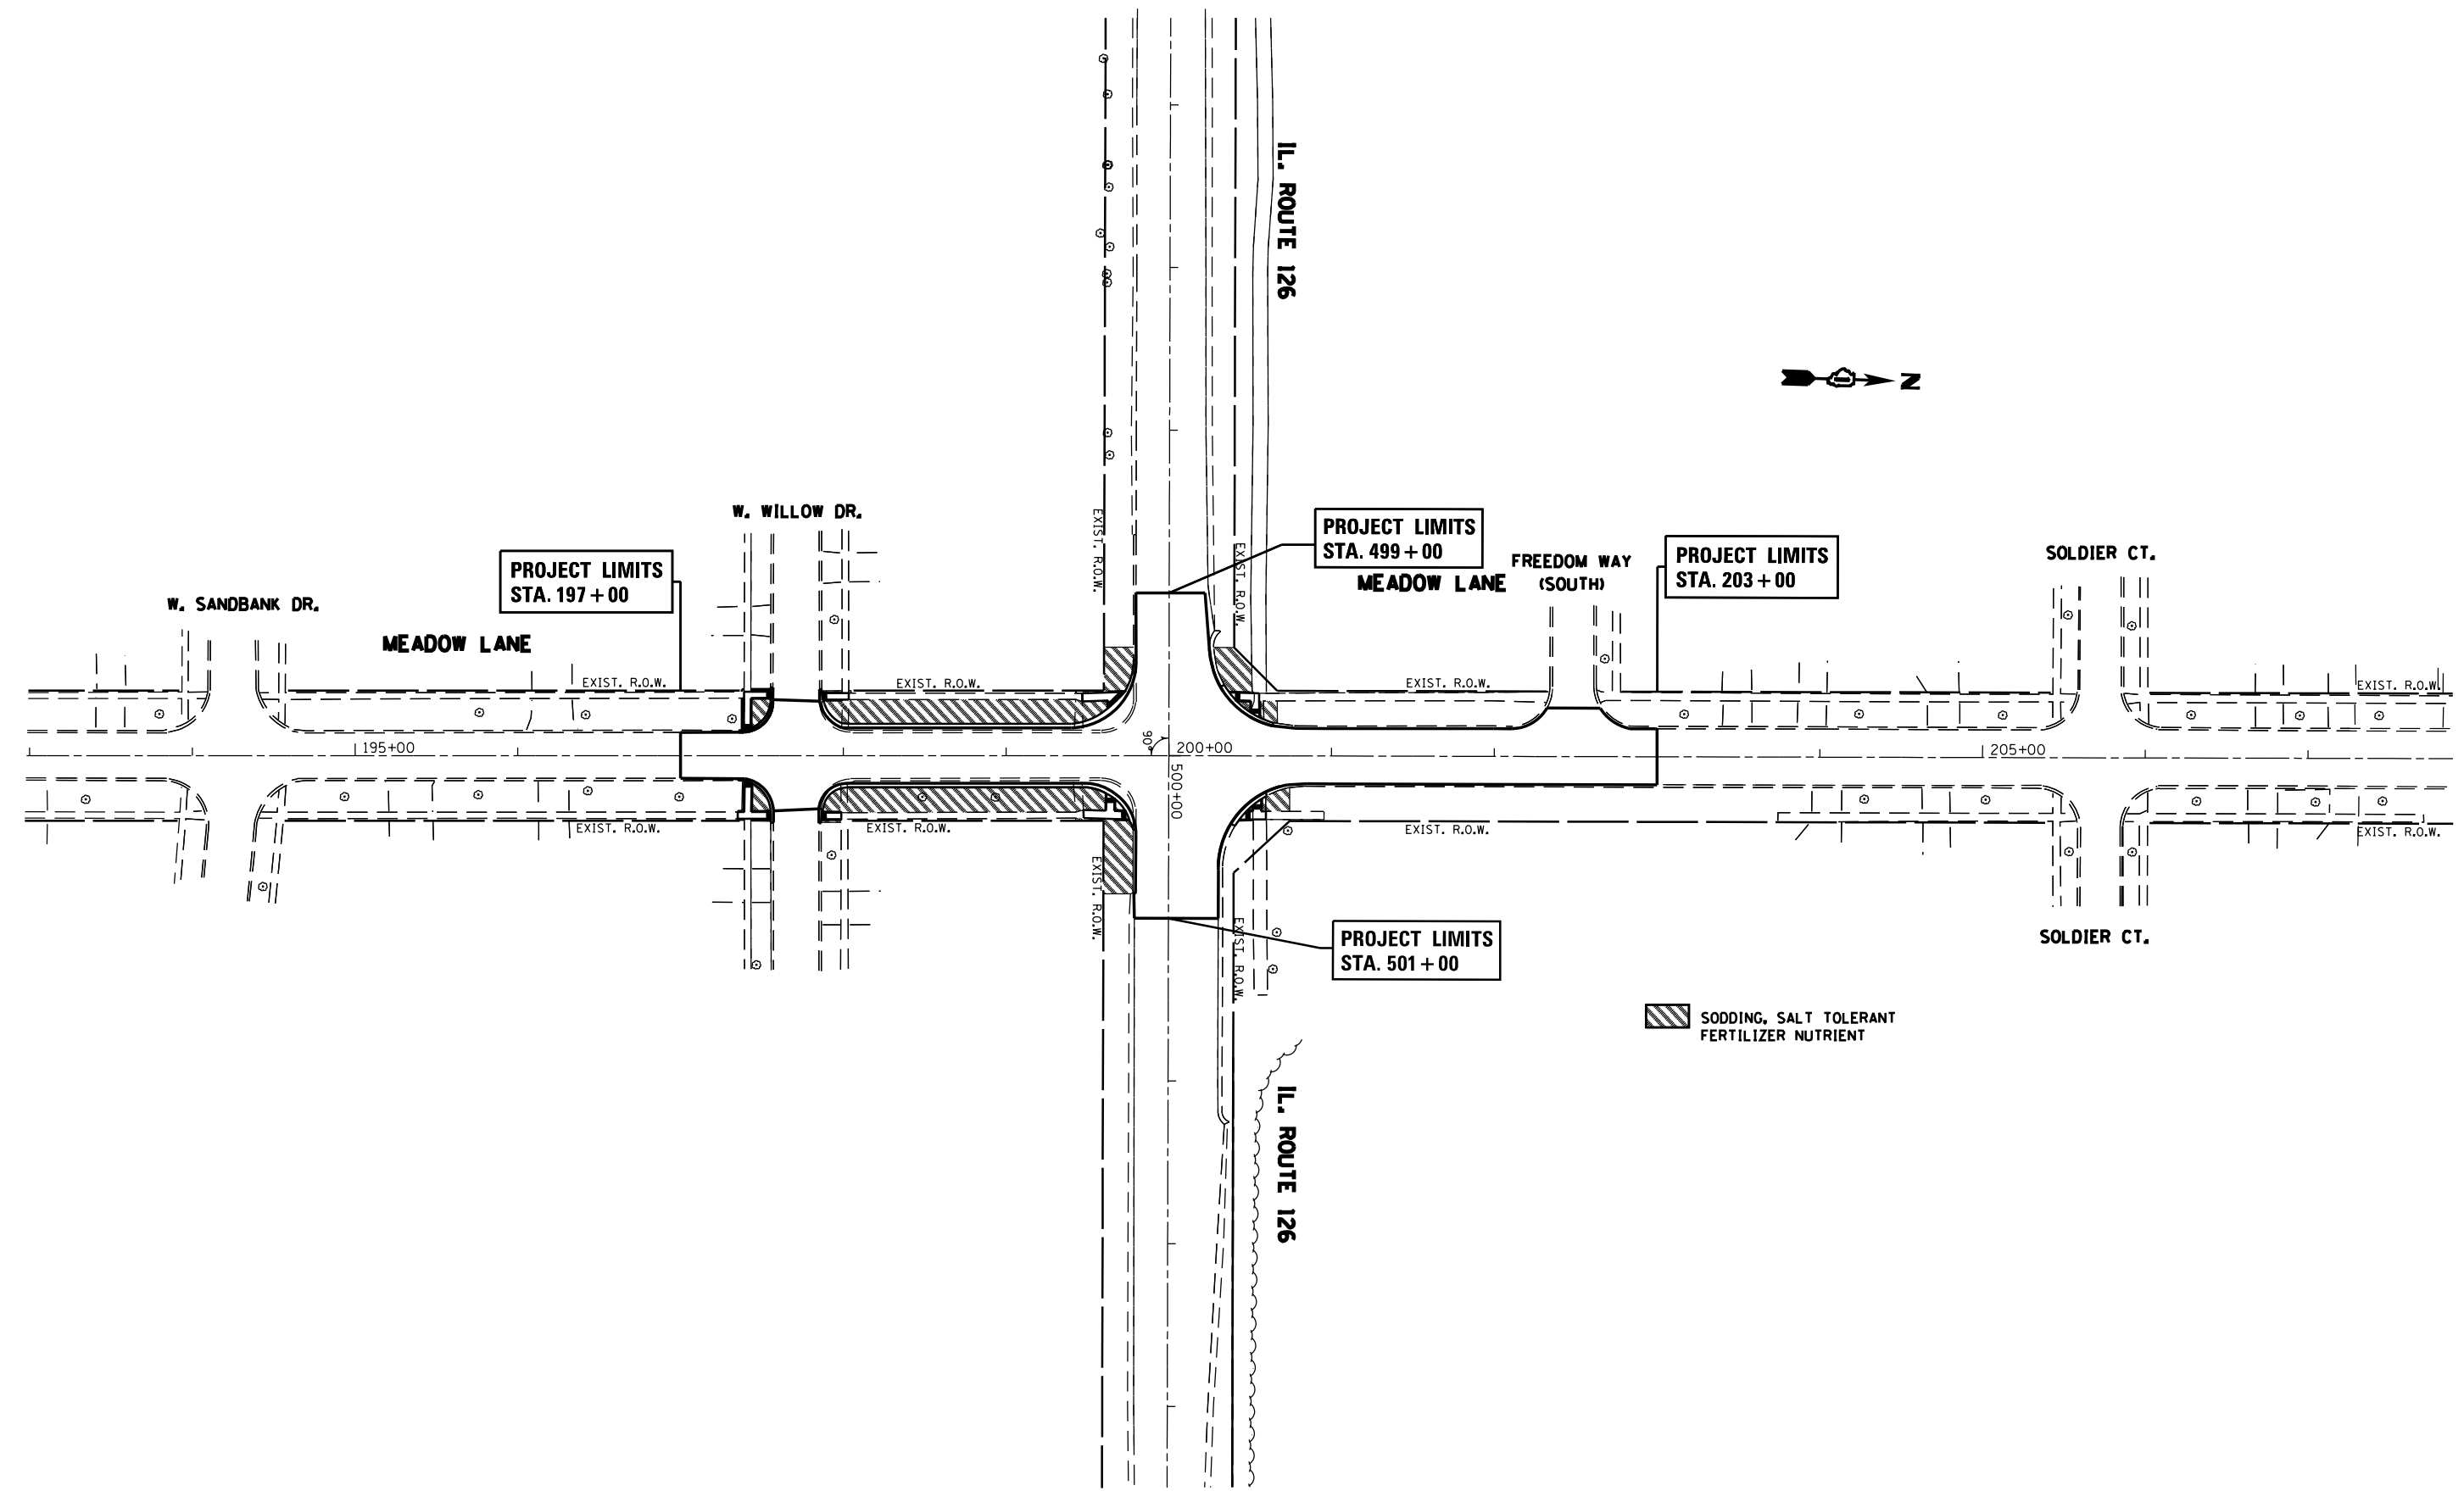 IL. ROUTE 126
N
W. WILLOW DR.
EXIST. R.O.W.
EXIST. R.O.W.
PROJECT LIMITS
STA. 499+00
MEADOW LANE
FREEDOM WAY
(SOUTH)
PROJECT LIMITS
STA. 203+00
SOLDIER CT.
PROJECT LIMITS
STA. 197+00
W. SANDBANK DR.
MEADOW LANE
EXIST. R.O.W.
EXIST. R.O.W.
EXIST. R.O.W.
EXIST. R.O.W.
195+00
90°
200+00
500+00
205+00
EXIST. R.O.W.
EXIST. R.O.W.
EXIST. R.O.W.
EXIST. R.O.W.
EXIST. R.O.W.
EXIST. R.O.W.
PROJECT LIMITS
STA. 501+00
SOLDIER CT.
SODDING, SALT TOLERANT
FERTILIZER NUTRIENT
IL. ROUTE 126